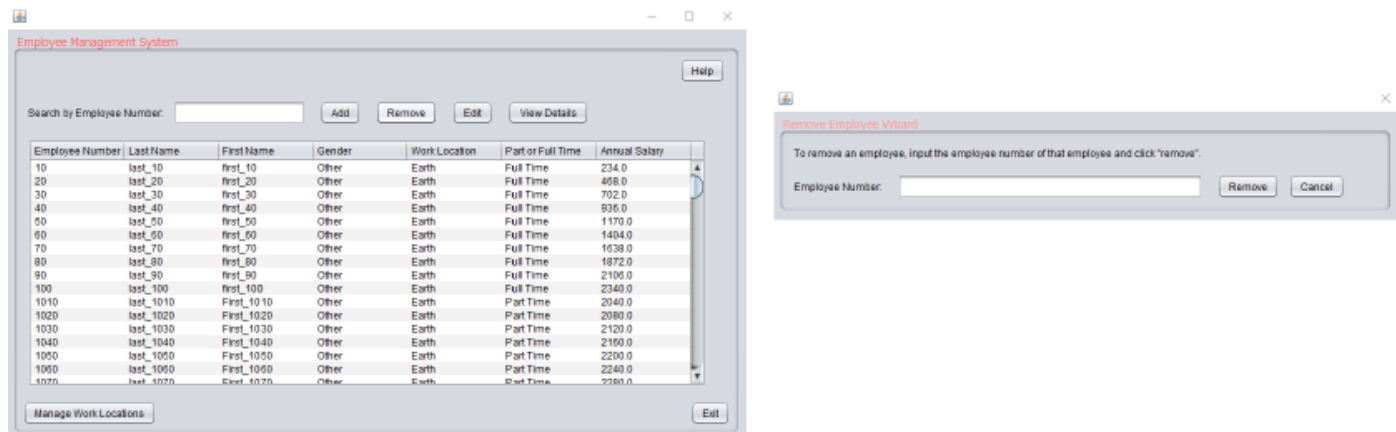 Employee Management System
Help
Search by Employee Number: Add Remove Edit View Details
Employee Number Last Name First Name Gender Work Location Part or Full Time Annual Salary
10 last_10 first_10 Other Earth Full Time 234.0
20 last_20 first_20 Other Earth Full Time 468.0
30 last_30 first_30 Other Earth Full Time 702.0
40 last_40 first_40 Other Earth Full Time 936.0
50 last_50 first_50 Other Earth Full Time 1170.0
60 last_60 first_60 Other Earth Full Time 1404.0
70 last_70 first_70 Other Earth Full Time 1638.0
80 last_80 first_80 Other Earth Full Time 1872.0
90 last_90 first_90 Other Earth Full Time 2106.0
100 last_100 first_100 Other Earth Full Time 2340.0
1010 last_1010 First_1010 Other Earth Part Time 2040.0
1020 last_1020 First_1020 Other Earth Part Time 2080.0
1030 last_1030 First_1030 Other Earth Part Time 2120.0
1040 last_1040 First_1040 Other Earth Part Time 2160.0
1050 last_1050 First_1050 Other Earth Part Time 2200.0
1060 last_1060 First_1060 Other Earth Part Time 2240.0
1070 last_1070 First_1070 Other Earth Part Time 2280.0
Manage Work Locations Exit
Remove Employee Wizard
To remove an employee, input the employee number of that employee and click "remove".
Employee Number: Remove Cancel